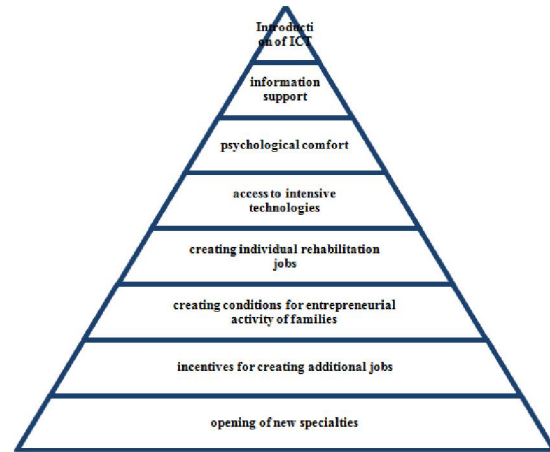 Introducti
on of ICT
information
support
psychological comfort
access to intensive
technologies
creating individual rehabilitation
jobs
creating conditions for entrepreneurial
activity of families
incentives for creating additional jobs
opening of new specialties